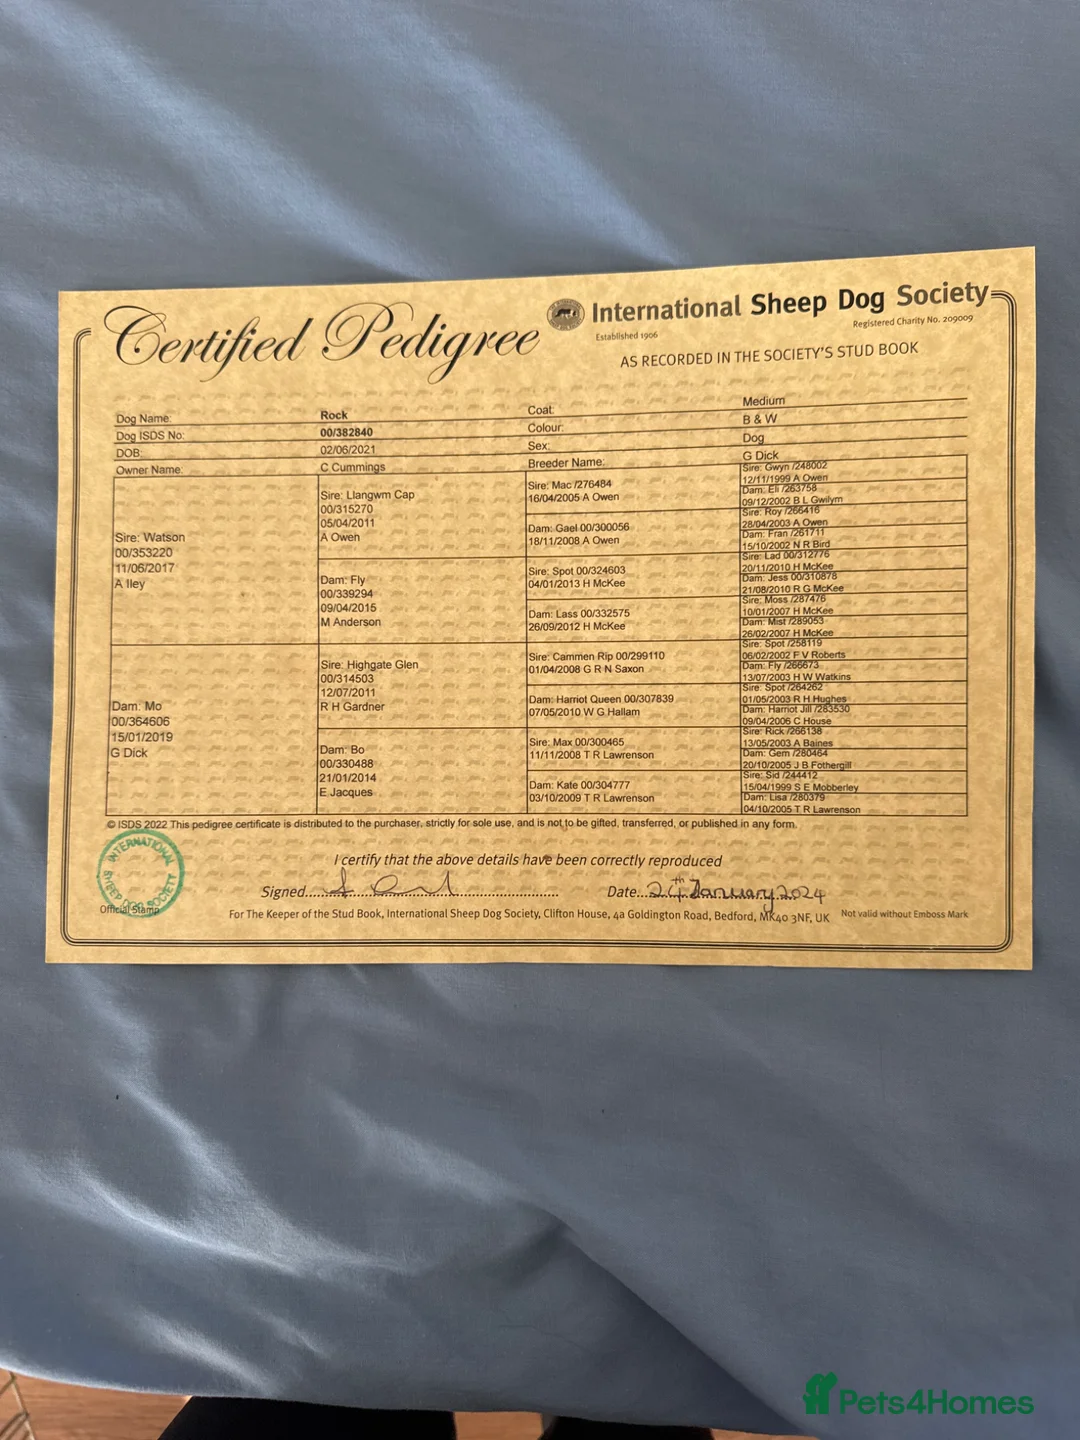 Certified Pedigree
International Sheep Dog Society
Established 1906
Registered Charity No. 209009
AS RECORDED IN THE SOCIETY'S STUD BOOK
Dog Name: Rock Coat: Medium
Dog ISDS No: 00/382840 Colour: B & W
DOB: 02/06/2021 Sex: Dog
Owner Name: C Cummings Breeder Name: G Dick
Sire: Watson
00/353220
11/06/2017
A Iley
Dam: Mo
00/364606
15/01/2019
G Dick
Sire: Llangwm Cap
00/315270
05/04/2011
A Owen
Dam: Fly
00/339294
09/04/2015
M Anderson
Sire: Highgate Glen
00/314503
12/07/2011
R H Gardner
Dam: Bo
00/330488
21/01/2014
E Jacques
Sire: Mac /276484
16/04/2005 A Owen
Dam: Gael 00/300056
18/11/2008 A Owen
Sire: Spot 00/324603
04/01/2013 H McKee
Dam: Lass 00/332575
26/09/2012 H McKee
Sire: Cammen Rip 00/299110
01/04/2008 G R N Saxon
Dam: Harriot Queen 00/307839
07/05/2010 W G Hallam
Sire: Max 00/300465
11/11/2008 T R Lawrenson
Dam: Kate 00/304777
03/10/2009 T R Lawrenson
Sire: Gwyn /248002
12/11/1999 A Owen
Dam: Eli /263758
09/12/2002 B L Gwilym
Sire: Roy /266416
28/04/2003 A Owen
Dam: Fran /261711
15/10/2002 N R Bird
Sire: Lad 00/312776
20/11/2010 H McKee
Dam: Jess 00/310878
21/08/2010 R G McKee
Sire: Moss /287476
10/01/2007 H McKee
Dam: Mist /289053
26/02/2007 H McKee
Sire: Spot /258119
06/02/2002 F V Roberts
Dam: Fly /266673
13/07/2003 H W Watkins
Sire: Spot /264262
01/05/2003 R H Hughes
Dam: Harriot Jill /283530
09/04/2006 C House
Sire: Rick /266138
13/05/2003 A Baines
Dam: Gem /280464
20/10/2005 J B Fothergill
Sire: Sid /244412
15/04/1999 S E Mobberley
Dam: Lisa /280379
04/10/2005 T R Lawrenson
© ISDS 2022 This pedigree certificate is distributed to the purchaser, strictly for sole use, and is not to be gifted, transferred, or published in any form.
I certify that the above details have been correctly reproduced
INTERNATIONAL SHEEP DOG SOCIETY
Official Stamp
Signed
Date 24th January 2024
For The Keeper of the Stud Book, International Sheep Dog Society, Clifton House, 4a Goldington Road, Bedford, MK40 3NF, UK
Not valid without Emboss Mark
Pets4Homes